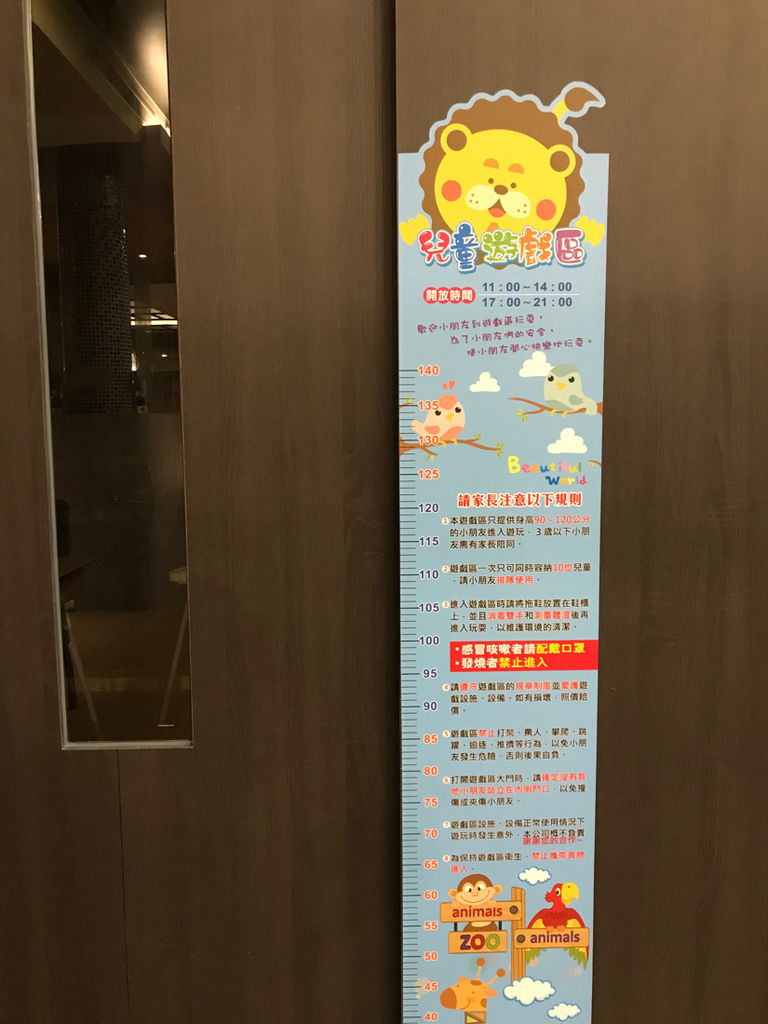 兒童遊戲區
開放時間
11：00～14：00
17：00～21：00
歡迎小朋友到遊戲區玩耍，
為了小朋友們的安全，
使小朋友開心快樂地玩耍。
140
135
130
125
Beautiful
World
請家長注意以下規則
120
1 本遊戲區只提供身高90～120公分
的小朋友進入遊玩，3歲以下小朋
115
友需有家長陪同。
110
2 遊戲區一次只可同時容納10位兒童
，請小朋友排隊使用。
105
3 進入遊戲區時請將拖鞋放置在鞋櫃
上，並且消毒雙手和測量體溫後再
進入玩耍，以維護環境的清潔。
100
・感冒咳嗽者請配戴口罩
・發燒者禁止進入
95
4 請遵守遊戲區的規章制度並愛護遊
戲設施、設備，如有損壞，照價賠
償。
90
5 遊戲區禁止打架、罵人、攀爬、跳
躍、追逐、推擠等行為，以免小朋
友發生危險，否則後果自負。
85
80
6 打開遊戲區大門時，請確定沒有其
他小朋友站立在內側門口，以免撞
傷或夾傷小朋友。
75
7 遊戲區設施、設備正常使用情況下
遊玩時發生意外，本公司概不負責
謝謝您的合作~
70
8 為保持遊戲區衛生，禁止攜帶食物
進入。
65
60
animals
55
ZOO
animals
50
45
40